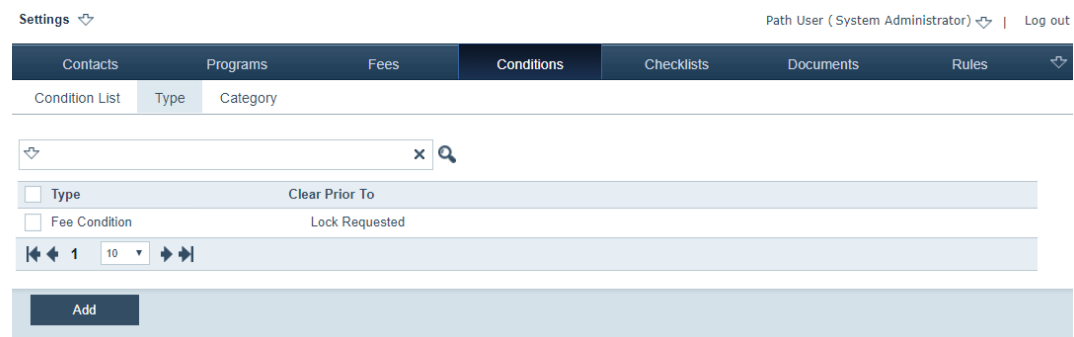 Settings Path User ( System Administrator) | Log out
Contacts Programs Fees Conditions Checklists Documents Rules
Condition List Type Category
Type Clear Prior To
Fee Condition Lock Requested
1 10
Add